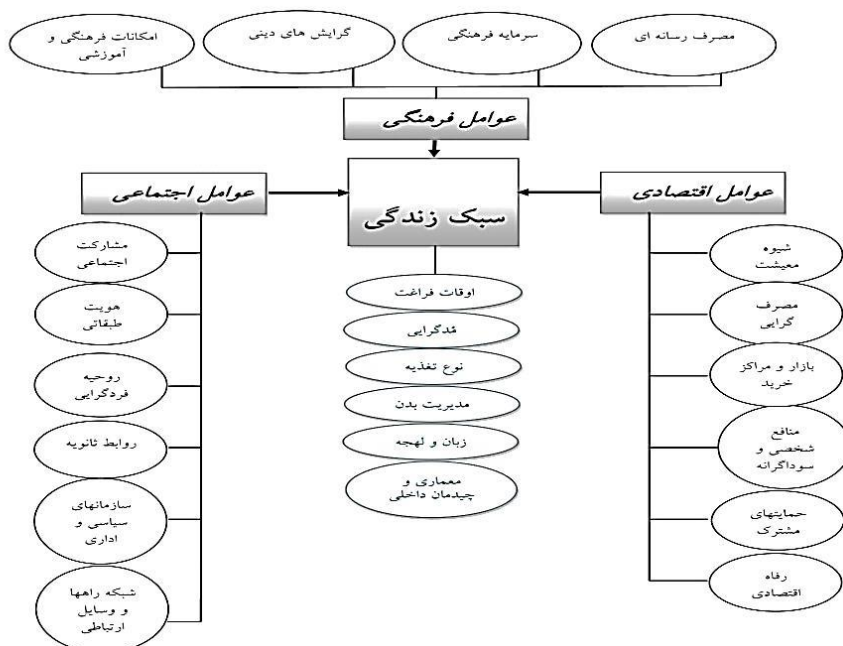 مصرف رسانه ای
سرمایه فرهنگی
گرایش های دینی
امکانات فرهنگی و
آموزشی
عوامل فرهنگی
عوامل اقتصادی
سبک زندگی
عوامل اجتماعی
شیوه
معیشت
مصرف
گرایی
بازار و مراکز
خرید
منافع
شخصی و
سوداگرانه
حمایتهای
مشترک
رفاه
اقتصادی
اوقات فراغت
مُدگرایی
نوع تغذیه
مدیریت بدن
زبان و لهجه
معماری و
چیدمان داخلی
مشارکت
اجتماعی
هویت
طبقاتی
روحیه
فردگرایی
روابط ثانویه
سازمانهای
سیاسی و
اداری
شبکه راهها
و وسایل
ارتباطی